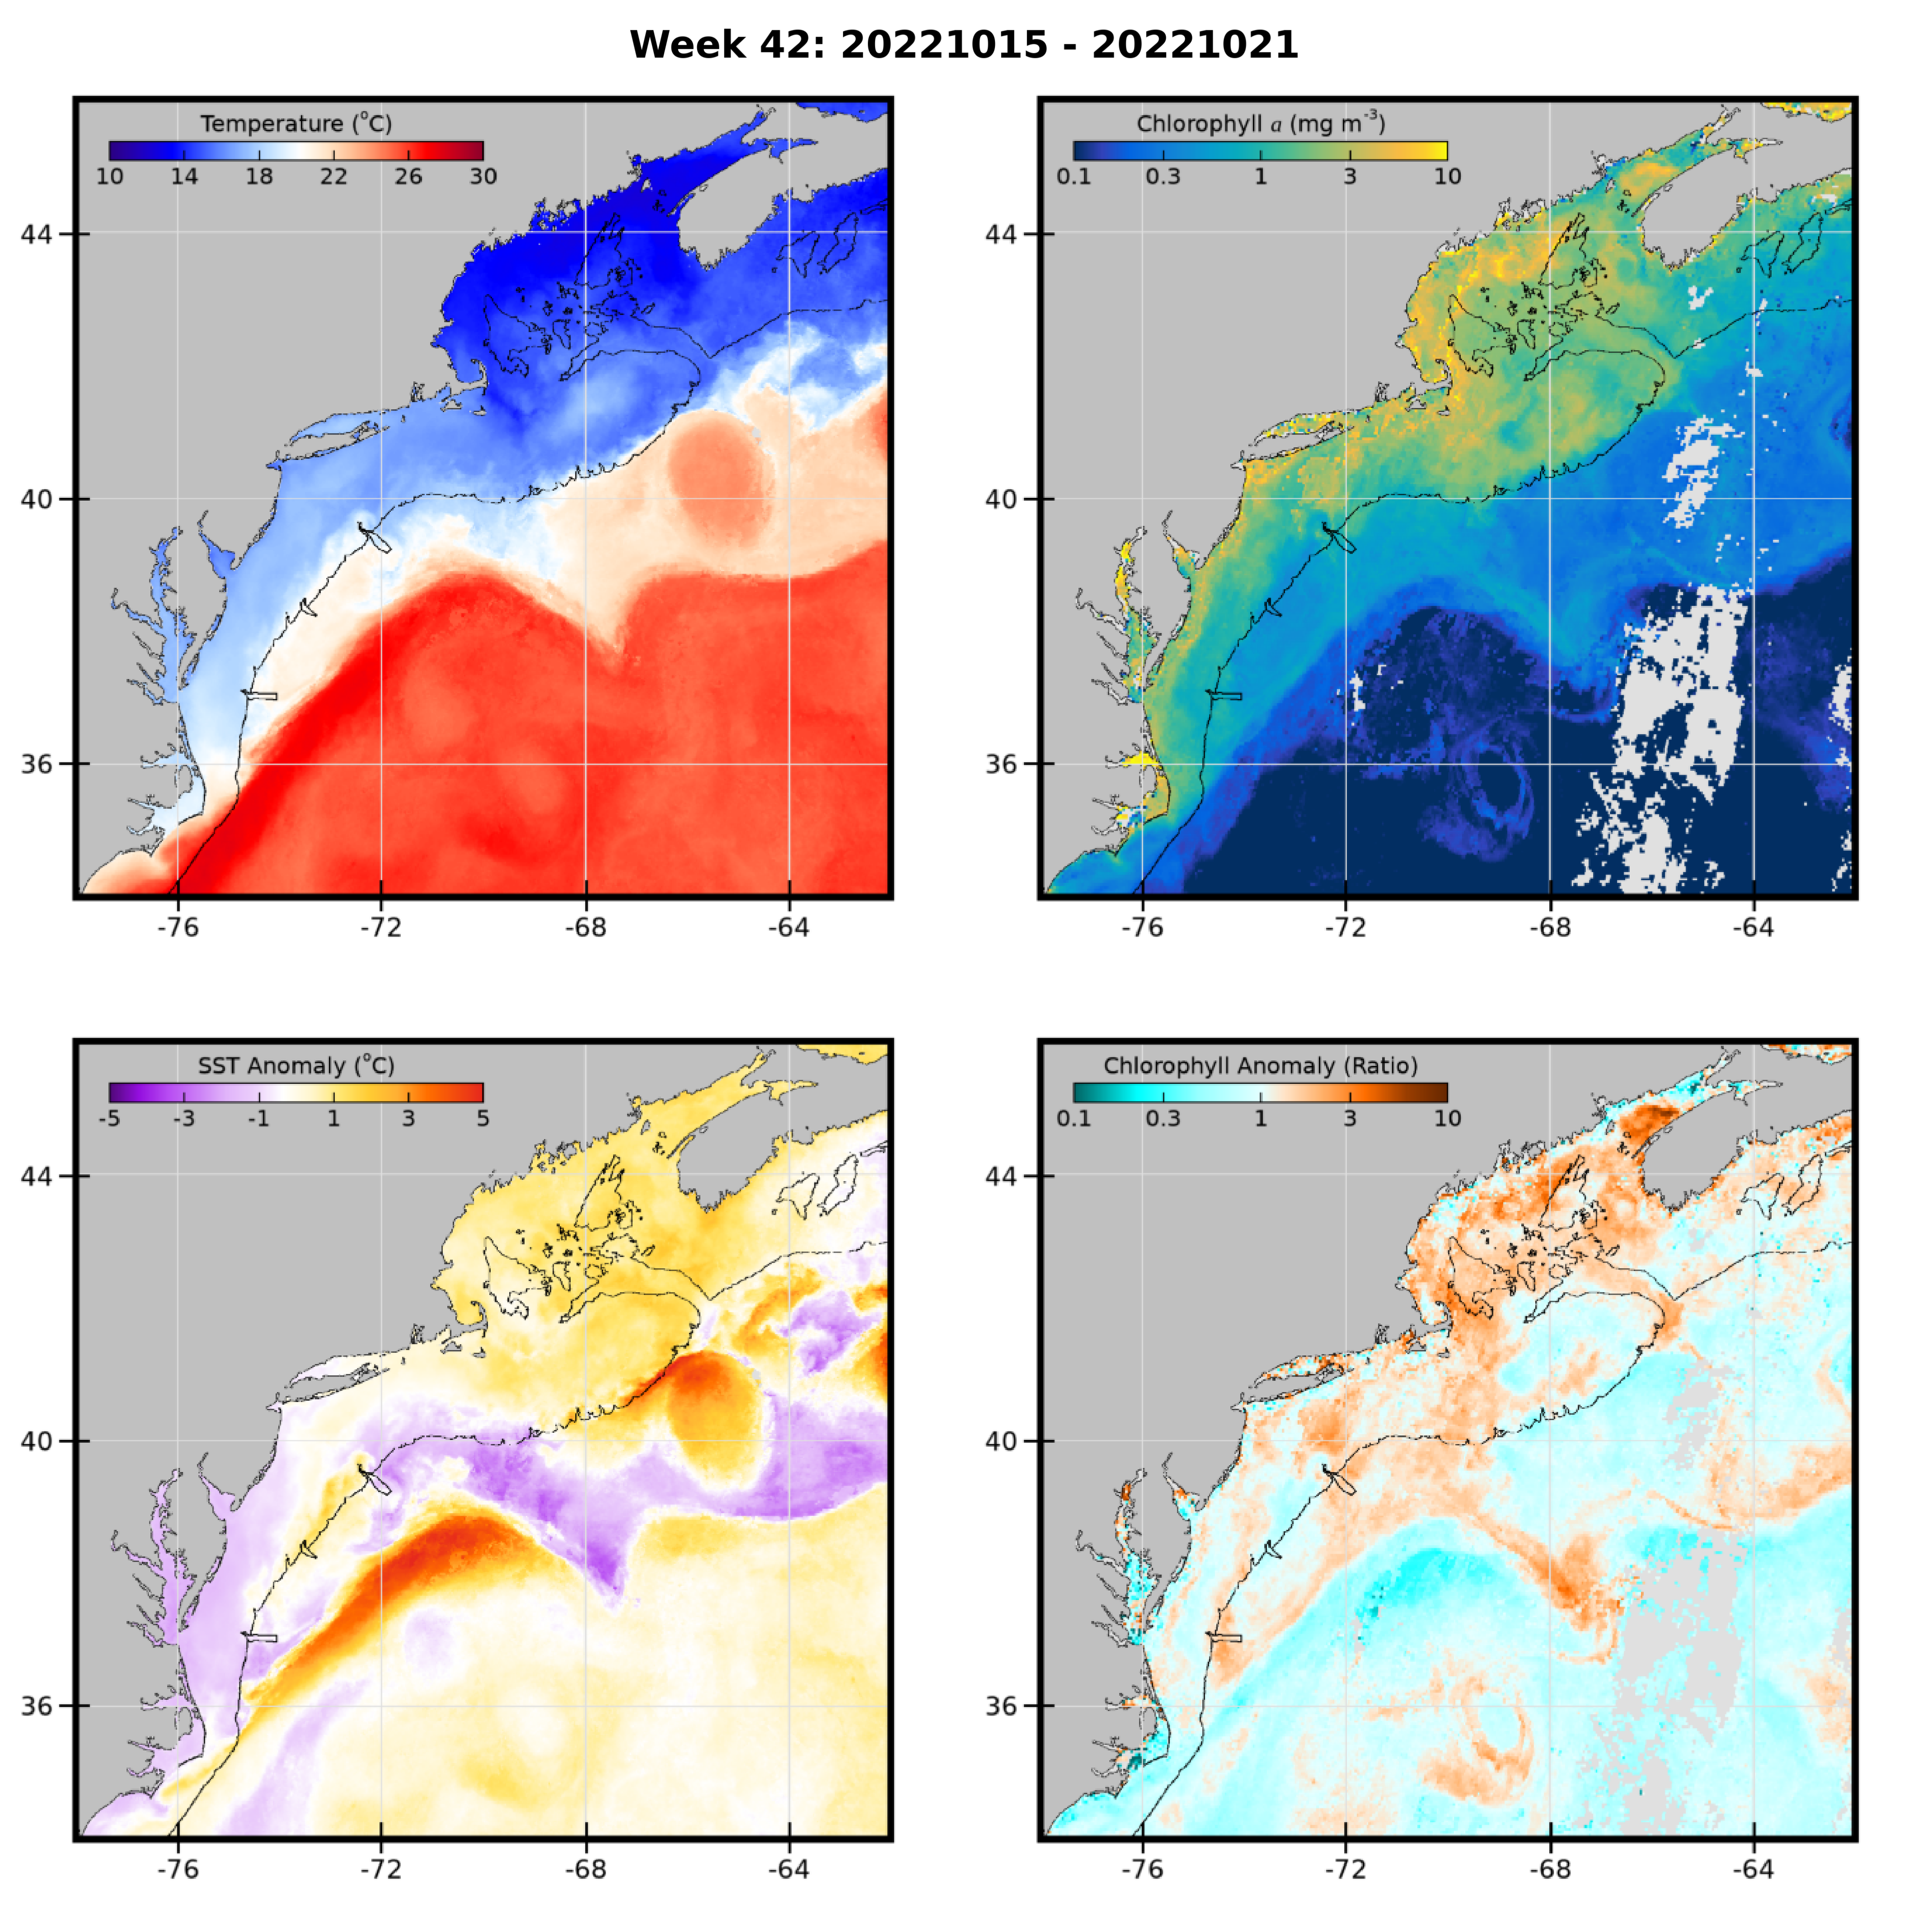 Week 42: 20221015 - 20221021
Temperature (°C)
10 14 18 22 26 30
44
40
36
-76 -72 -68 -64
Chlorophyll a (mg m⁻³)
0.1 0.3 1 3 10
44
40
36
-76 -72 -68 -64
SST Anomaly (°C)
-5 -3 -1 1 3 5
44
40
36
-76 -72 -68 -64
Chlorophyll Anomaly (Ratio)
0.1 0.3 1 3 10
44
40
36
-76 -72 -68 -64